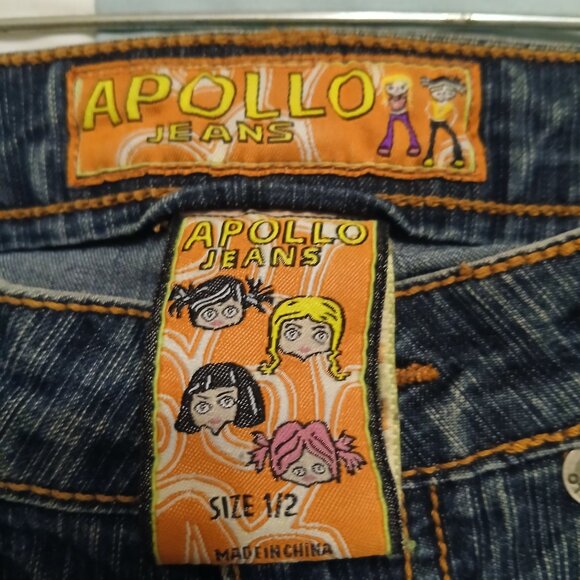 APOLLO
JEANS
APOLLO
JEANS
SIZE 1/2
MADE IN CHINA